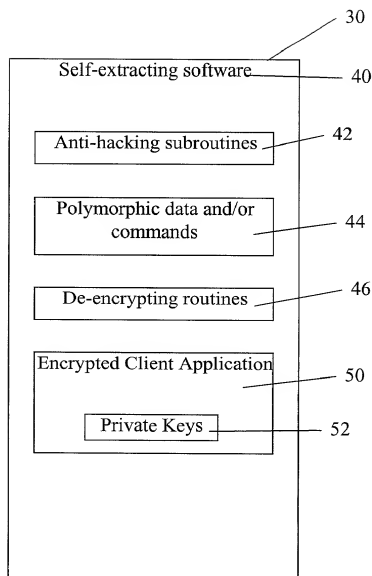 30
Self-extracting software 40
Anti-hacking subroutines 42
Polymorphic data and/or
commands 44
De-encrypting routines 46
Encrypted Client Application
50
Private Keys 52